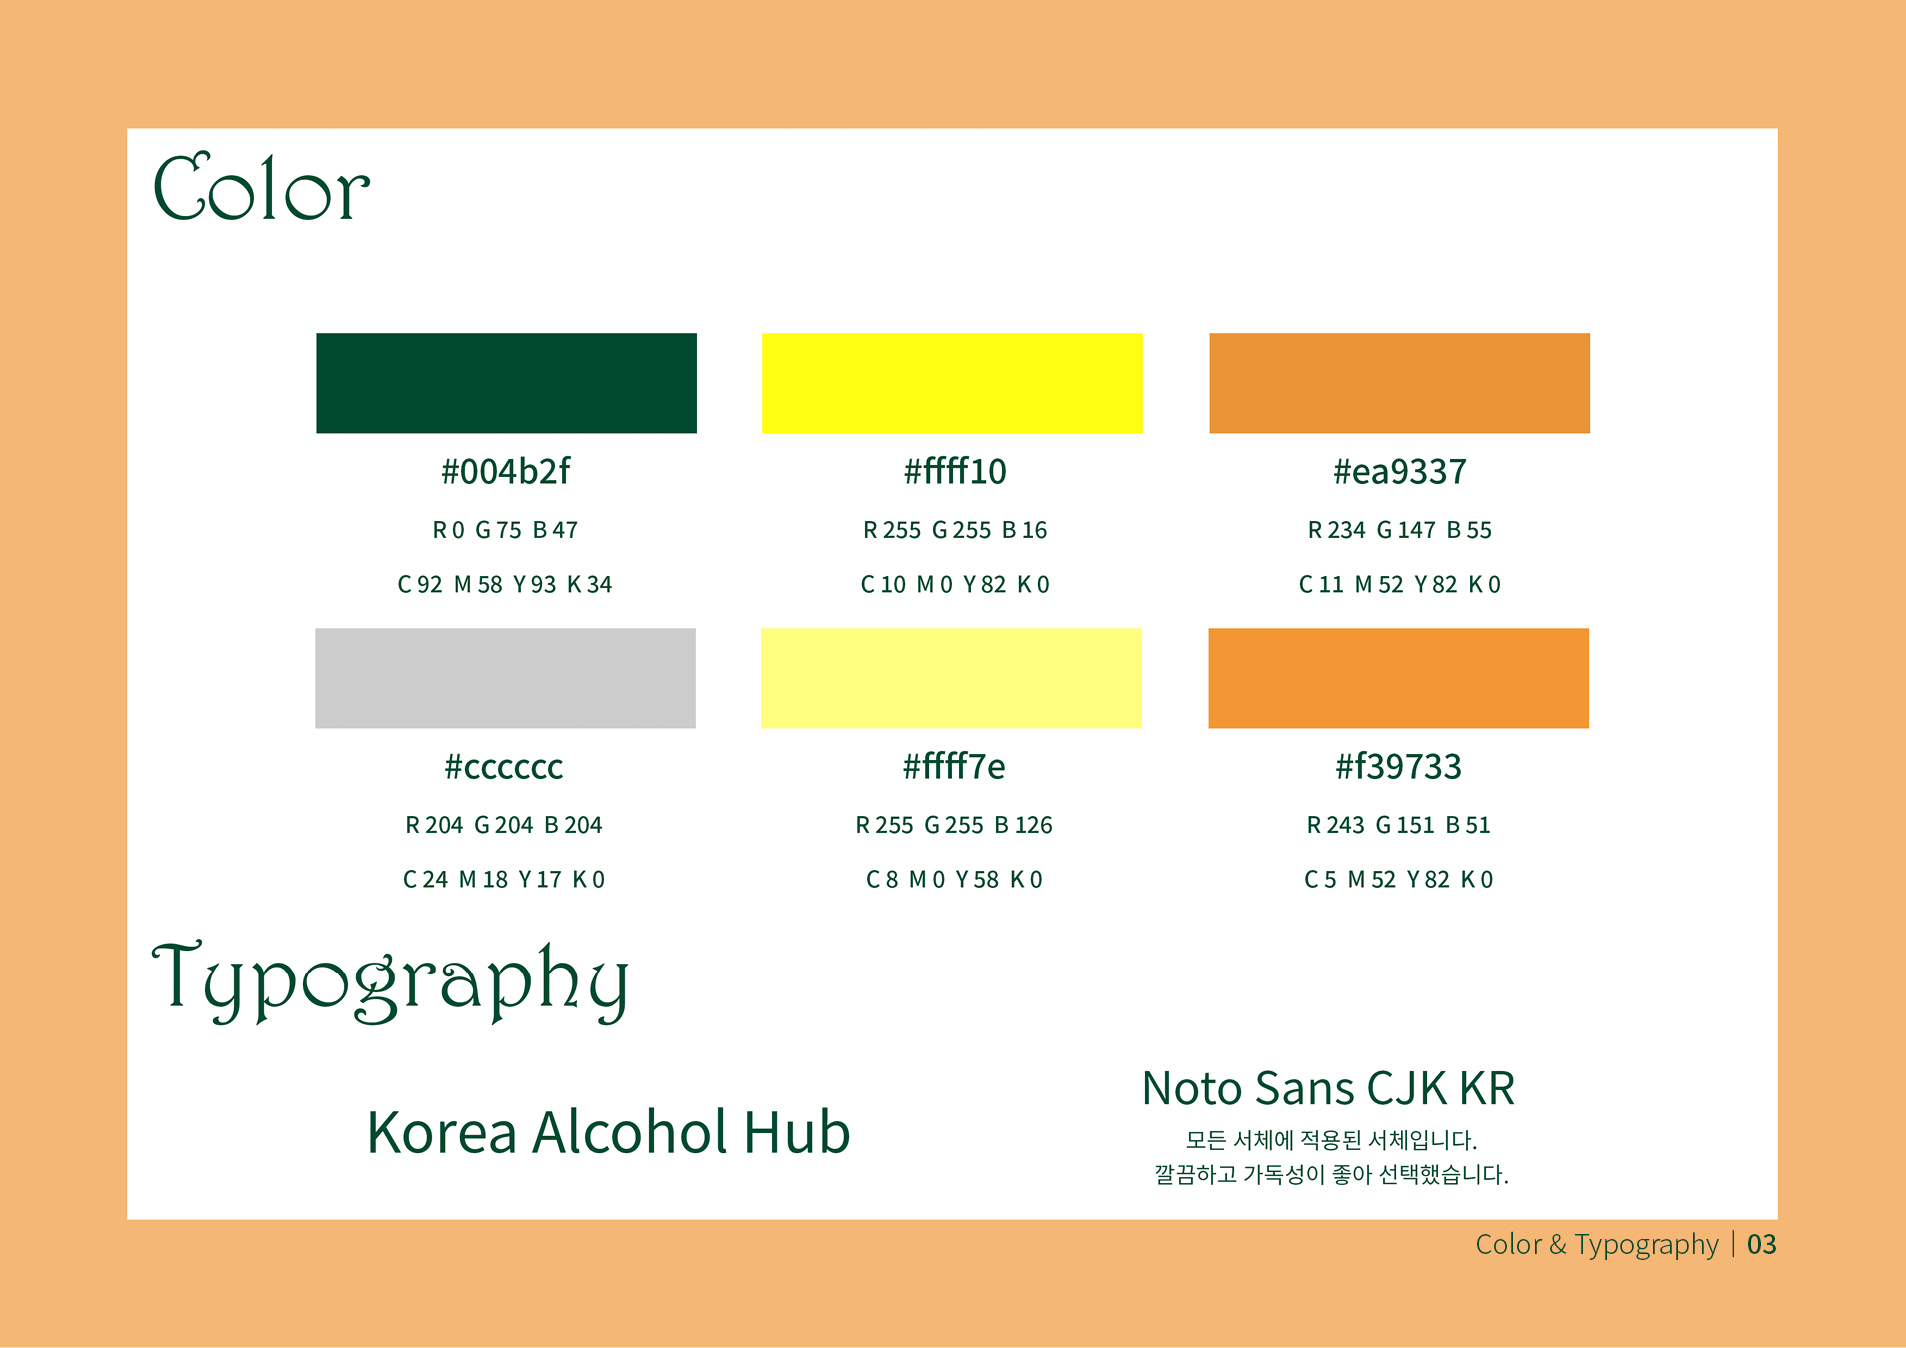 Color
#004b2f
R 0 G 75 B 47
C 92 M 58 Y 93 K 34
#ffff10
R 255 G 255 B 16
C 10 M 0 Y 82 K 0
#ea9337
R 234 G 147 B 55
C 11 M 52 Y 82 K 0
#cccccc
R 204 G 204 B 204
C 24 M 18 Y 17 K 0
#ffff7e
R 255 G 255 B 126
C 8 M 0 Y 58 K 0
#f39733
R 243 G 151 B 51
C 5 M 52 Y 82 K 0
Typography
Korea Alcohol Hub
Noto Sans CJK KR
모든 서체에 적용된 서체입니다.
깔끔하고 가독성이 좋아 선택했습니다.
Color & Typography | 03